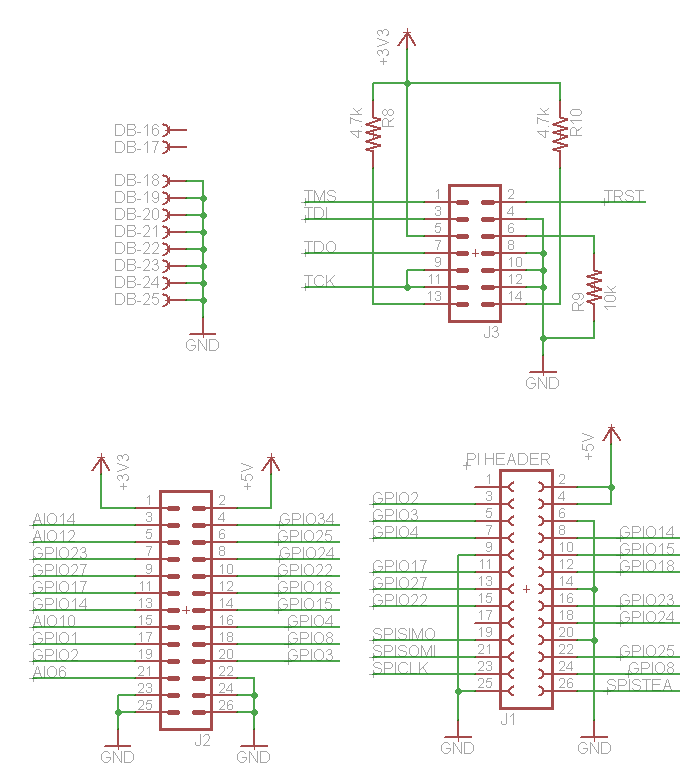 +3V3
4.7k
R8
4.7k
R10
DB-16
DB-17
DB-18
DB-19
DB-20
DB-21
DB-22
DB-23
DB-24
DB-25
GND
TMS 1 2 TRST
TDI 3 4
5 6
TDO 7 8
9 10
TCK 11 12
13 14
J3
R9
10k
GND
+3V3
+5V
1 2
AIO14 3 4 GPIO34
AIO12 5 6 GPIO25
GPIO23 7 8 GPIO24
GPIO27 9 10 GPIO22
GPIO17 11 12 GPIO18
GPIO14 13 14 GPIO15
AIO10 15 16 GPIO4
GPIO1 17 18 GPIO8
GPIO2 19 20 GPIO3
AIO6 21 22
23 24
25 26
J2
GND
GND
+5V
PI HEADER
1 2
GPIO2 3 4
GPIO3 5 6
GPIO4 7 8 GPIO14
9 10 GPIO15
GPIO17 11 12 GPIO18
GPIO27 13 14
GPIO22 15 16 GPIO23
17 18 GPIO24
SPISIMO 19 20
SPISOMI 21 22 GPIO25
SPICLK 23 24 GPIO8
25 26 SPISTEA
J1
GND
GND